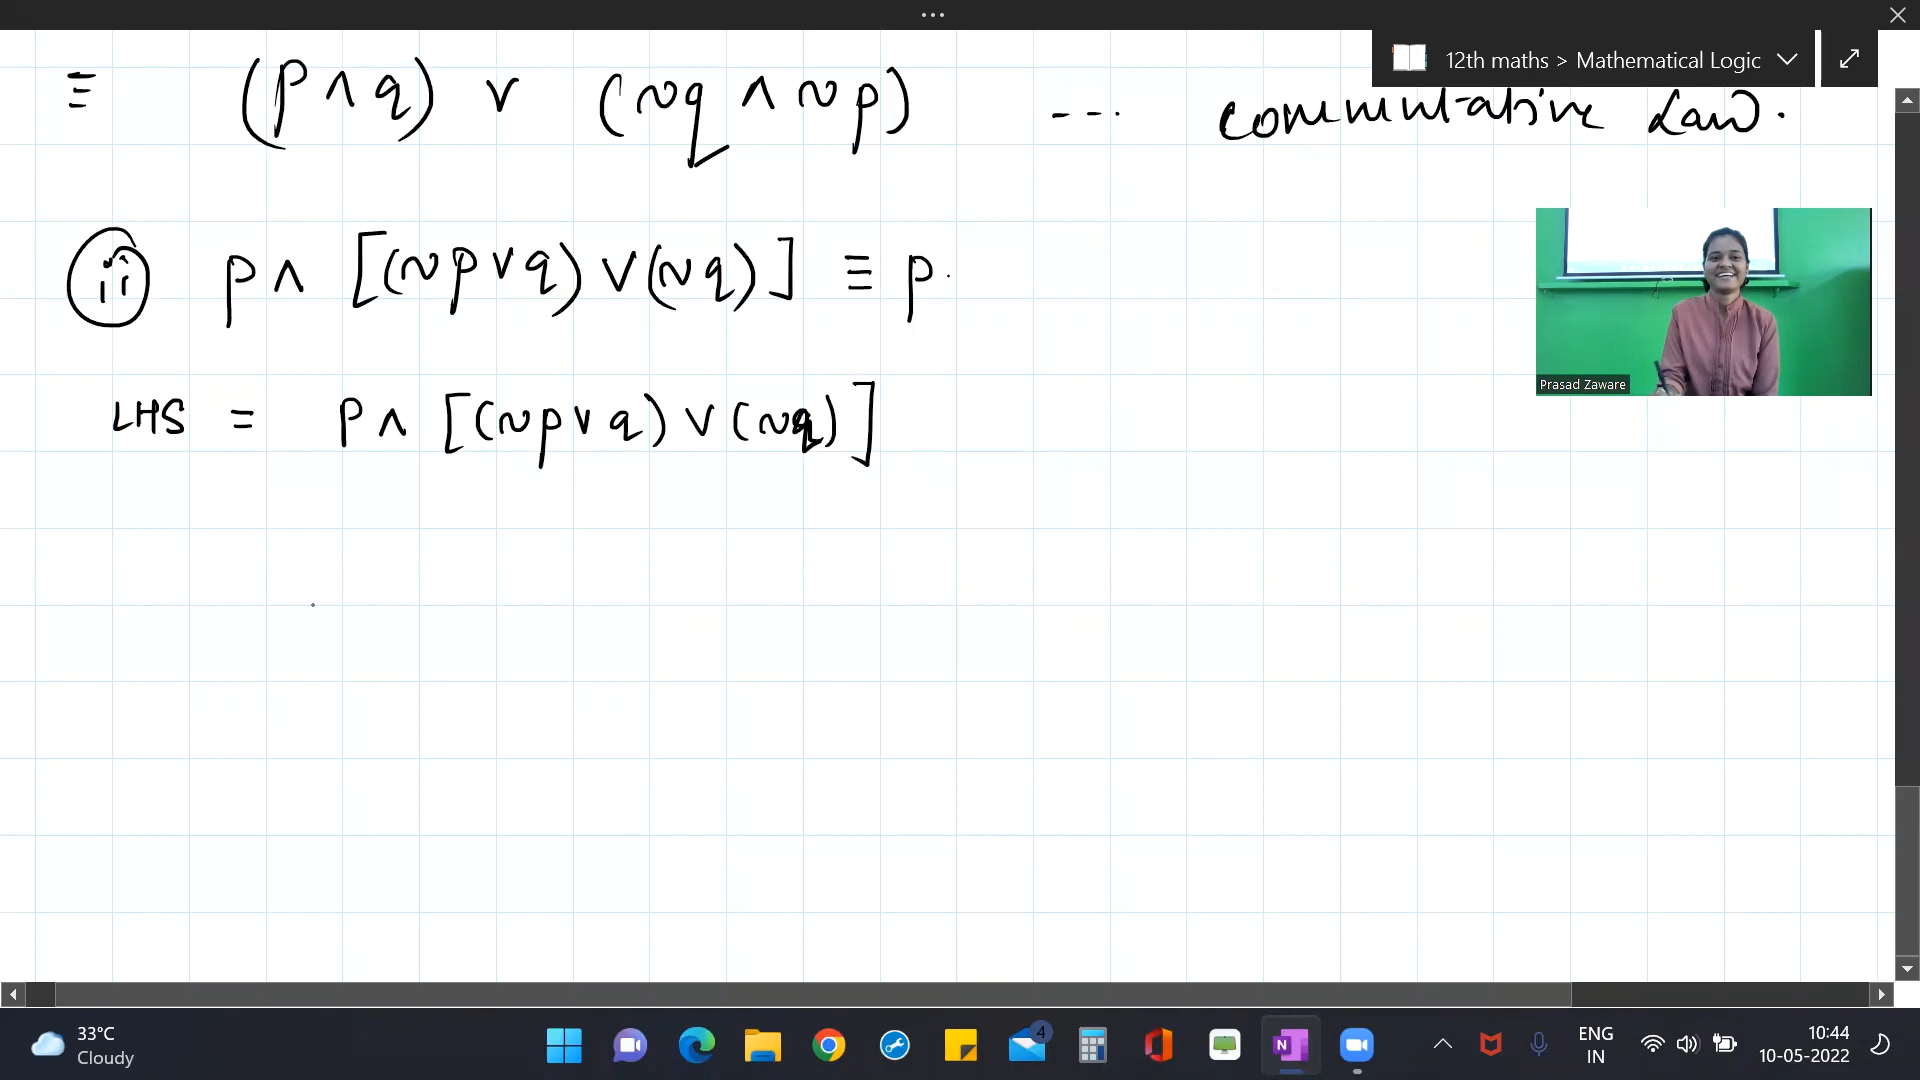 12th maths > Mathematical Logic
≡ (p ∧ q) ∨ (~q ∧ ~p) --- commutative Law.
ii p ∧ [(~p ∨ q) ∨ (~q)] ≡ p.
Prasad Zaware
LHS = p ∧ [(~p ∨ q) ∨ (~q)]
33°C
Cloudy
4
ENG
IN
10:44
10-05-2022